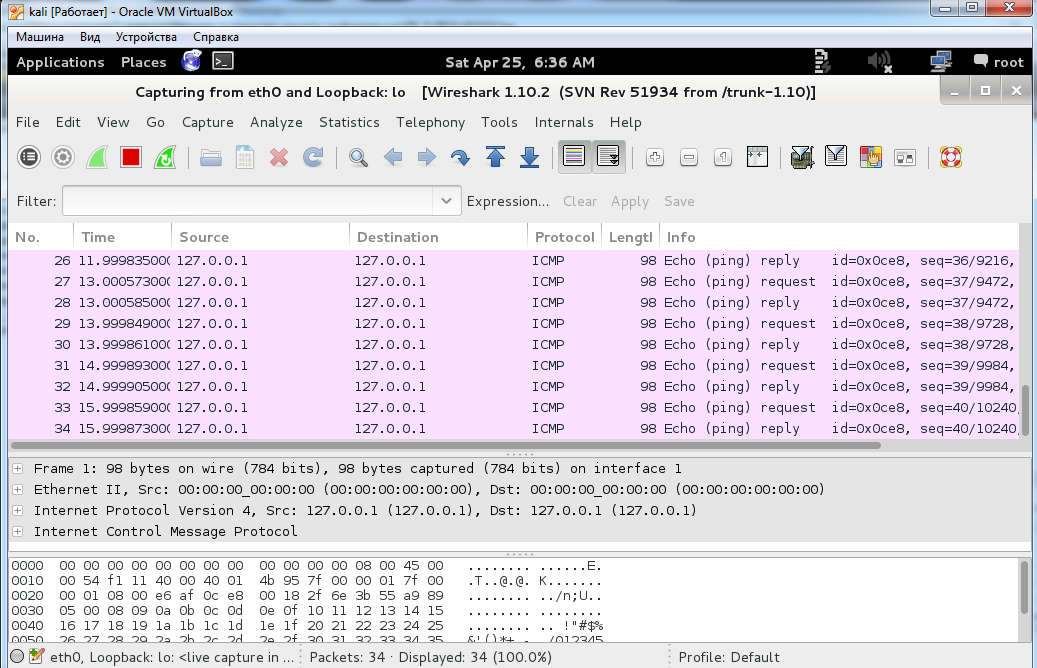 kali [Работает] - Oracle VM VirtualBox
Машина Вид Устройства Справка
Applications Places Sat Apr 25, 6:36 AM root
Capturing from eth0 and Loopback: lo [Wireshark 1.10.2 (SVN Rev 51934 from /trunk-1.10)]
File Edit View Go Capture Analyze Statistics Telephony Tools Internals Help
Filter: Expression... Clear Apply Save
No. Time Source Destination Protocol Lengtl Info
26 11.999835000 127.0.0.1 127.0.0.1 ICMP 98 Echo (ping) reply id=0x0ce8, seq=36/9216,
27 13.000573000 127.0.0.1 127.0.0.1 ICMP 98 Echo (ping) request id=0x0ce8, seq=37/9472,
28 13.000585000 127.0.0.1 127.0.0.1 ICMP 98 Echo (ping) reply id=0x0ce8, seq=37/9472,
29 13.999849000 127.0.0.1 127.0.0.1 ICMP 98 Echo (ping) request id=0x0ce8, seq=38/9728,
30 13.999861000 127.0.0.1 127.0.0.1 ICMP 98 Echo (ping) reply id=0x0ce8, seq=38/9728,
31 14.999893000 127.0.0.1 127.0.0.1 ICMP 98 Echo (ping) request id=0x0ce8, seq=39/9984,
32 14.999905000 127.0.0.1 127.0.0.1 ICMP 98 Echo (ping) reply id=0x0ce8, seq=39/9984,
33 15.999859000 127.0.0.1 127.0.0.1 ICMP 98 Echo (ping) request id=0x0ce8, seq=40/10240,
34 15.999873000 127.0.0.1 127.0.0.1 ICMP 98 Echo (ping) reply id=0x0ce8, seq=40/10240,
Frame 1: 98 bytes on wire (784 bits), 98 bytes captured (784 bits) on interface 1
Ethernet II, Src: 00:00:00_00:00:00 (00:00:00:00:00:00), Dst: 00:00:00_00:00:00 (00:00:00:00:00:00)
Internet Protocol Version 4, Src: 127.0.0.1 (127.0.0.1), Dst: 127.0.0.1 (127.0.0.1)
Internet Control Message Protocol
0000 00 00 00 00 00 00 00 00 00 00 00 00 08 00 45 00 ........ ......E.
0010 00 54 f1 11 40 00 40 01 4b 95 7f 00 00 01 7f 00 .T..@.@. K.......
0020 00 01 08 00 e6 af 0c e8 00 18 2f 6e 3b 55 a9 89 ........ ../n;U..
0030 05 00 08 09 0a 0b 0c 0d 0e 0f 10 11 12 13 14 15 ........ ........
0040 16 17 18 19 1a 1b 1c 1d 1e 1f 20 21 22 23 24 25 ........ .. !"#$%
0050 26 27 28 29 2a 2b 2c 2d 2e 2f 30 31 32 33 34 35 &'()*+,- ./012345
eth0, Loopback: lo: <live capture in ... Packets: 34 · Displayed: 34 (100.0%) Profile: Default